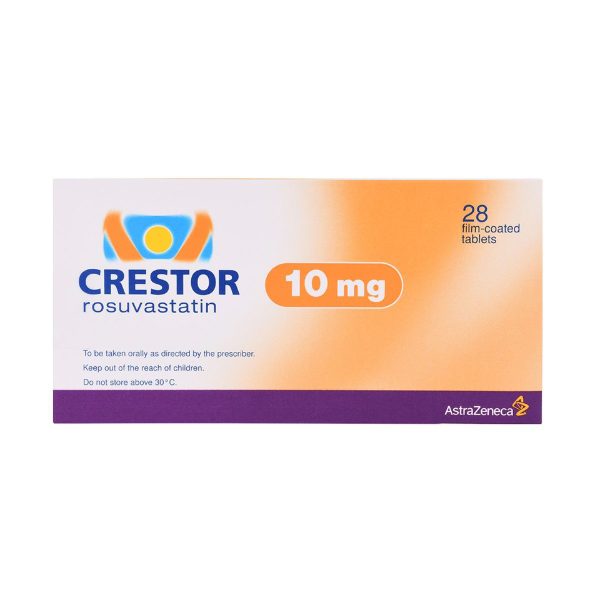 28
film-coated
tablets
CRESTOR
rosuvastatin
10 mg
To be taken orally as directed by the prescriber.
Keep out of the reach of children.
Do not store above 30°C.
AstraZeneca